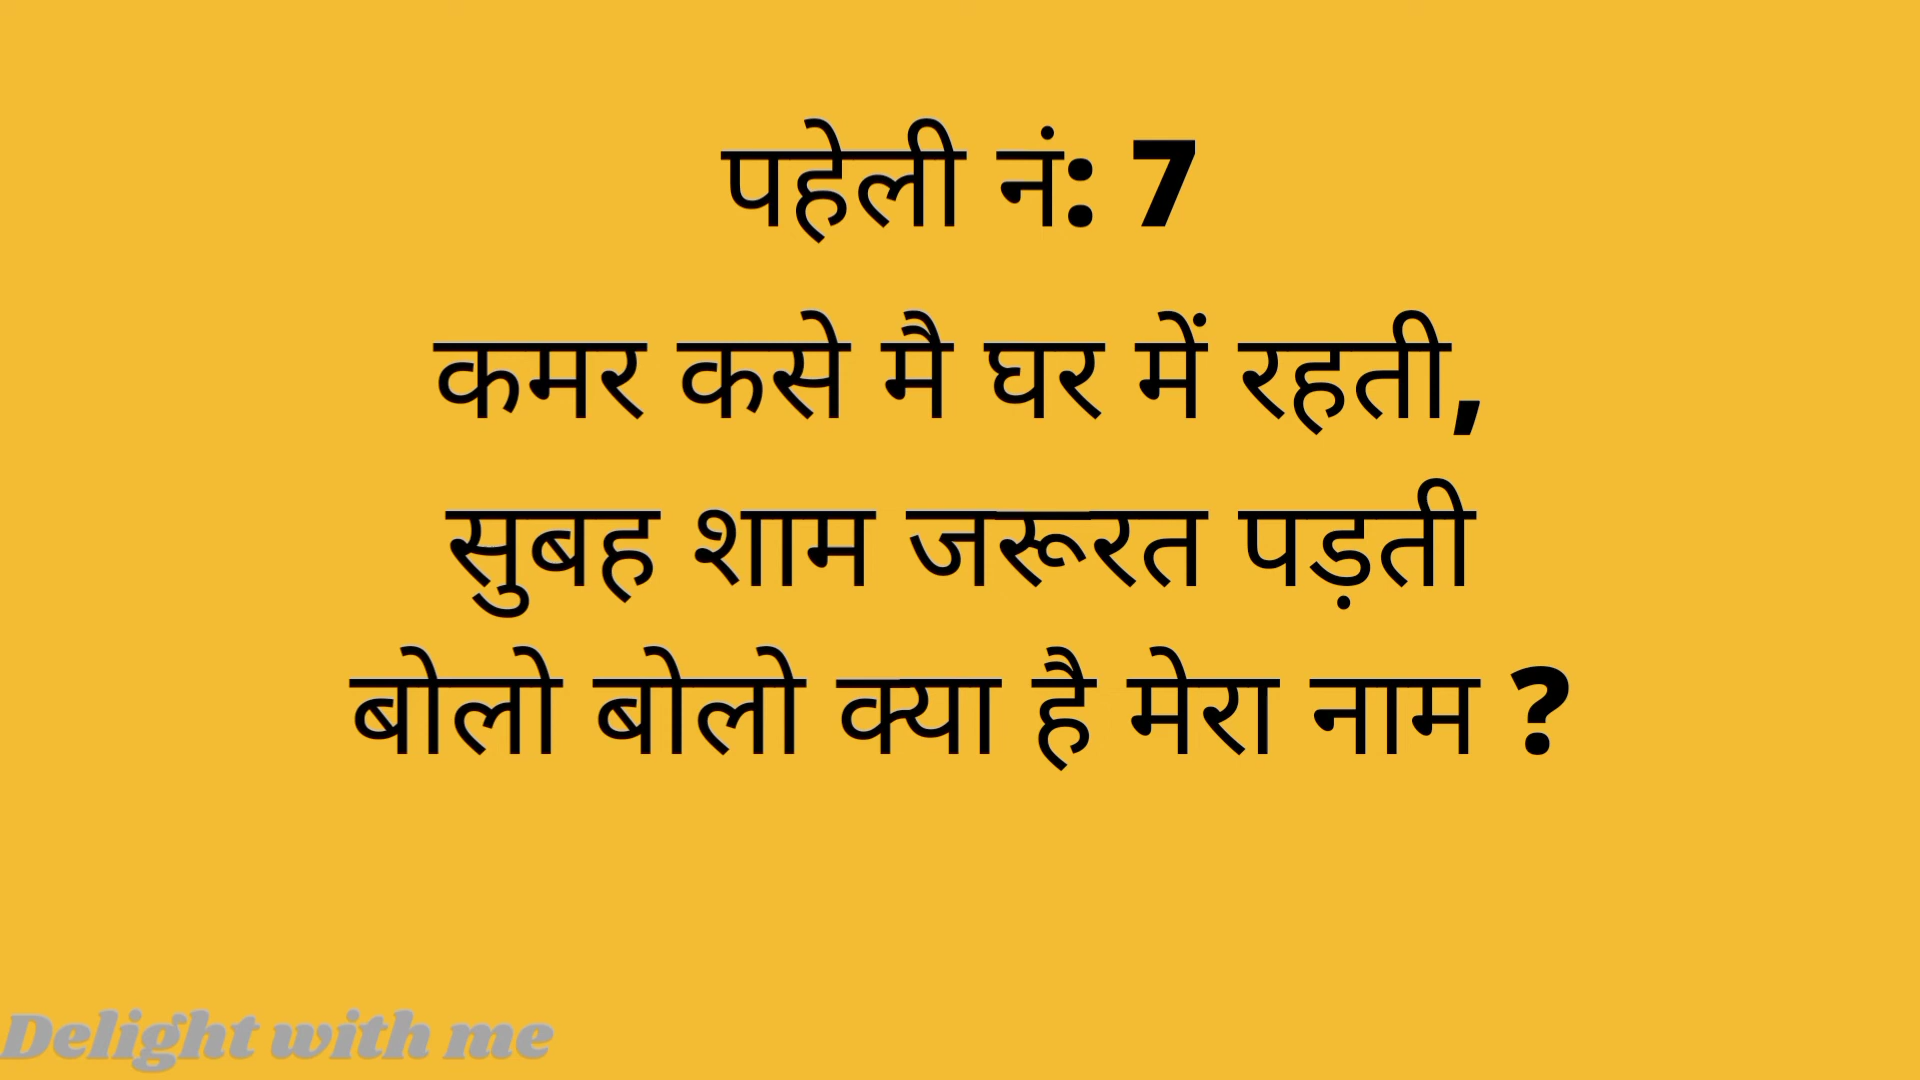 पहेली नं: 7
कमर कसे मै घर में रहती,
सुबह शाम जरूरत पड़ती
बोलो बोलो क्या है मेरा नाम ?
Delight with me